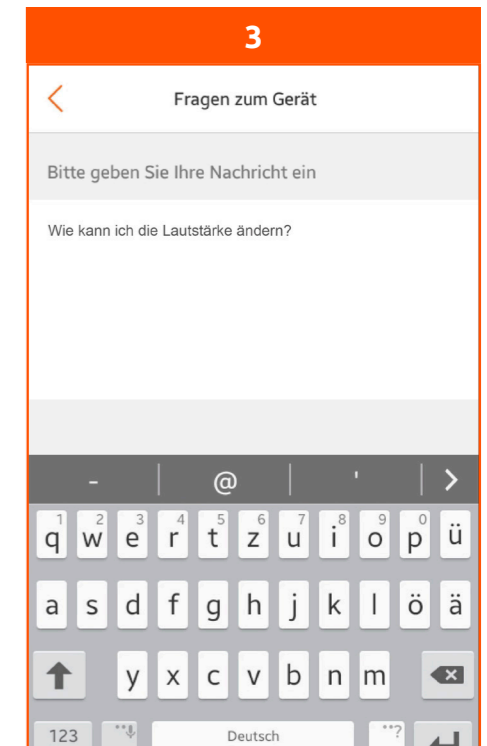 3
Fragen zum Gerät
Bitte geben Sie Ihre Nachricht ein
Wie kann ich die Lautstärke ändern?
- @ '
1 2 3 4 5 6 7 8 9 0
q w e r t z u i o p ü
a s d f g h j k l ö ä
y x c v b n m
123 Deutsch ?